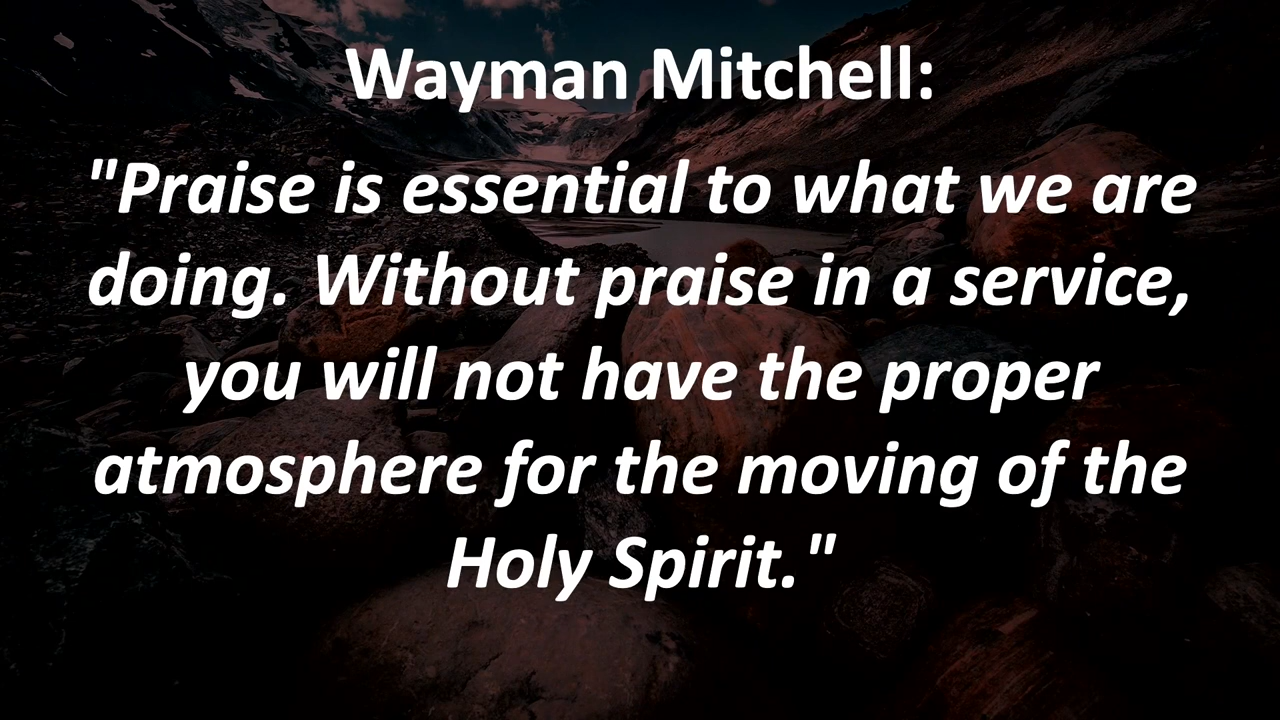 Wayman Mitchell:
"Praise is essential to what we are
doing. Without praise in a service,
you will not have the proper
atmosphere for the moving of the
Holy Spirit."